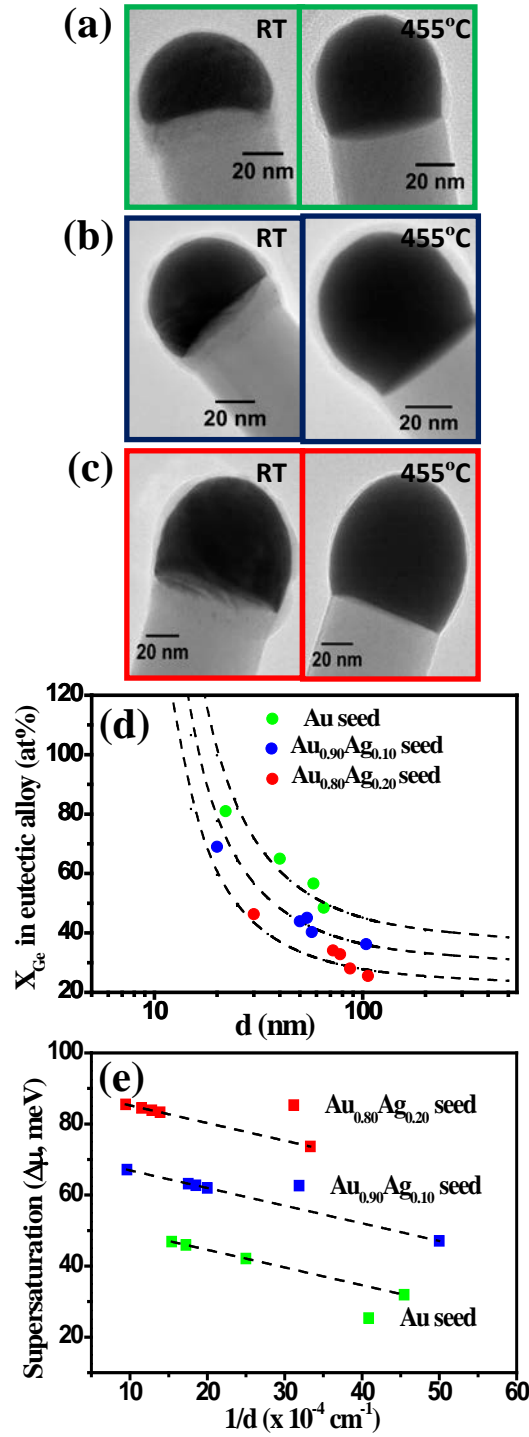 (a) RT 455°C
20 nm 20 nm
(b) RT 455°C
20 nm 20 nm
(c) RT 455°C
20 nm 20 nm
(d)
120
100
80
60
40
20
X_Ge in eutectic alloy (at%)
Au seed
Au0.90Ag0.10 seed
Au0.80Ag0.20 seed
10 100
d (nm)
(e)
100
80
60
40
20
Supersaturation (Δμ, meV)
Au0.80Ag0.20 seed
Au0.90Ag0.10 seed
Au seed
10 20 30 40 50 60
1/d (x 10⁻⁴ cm⁻¹)